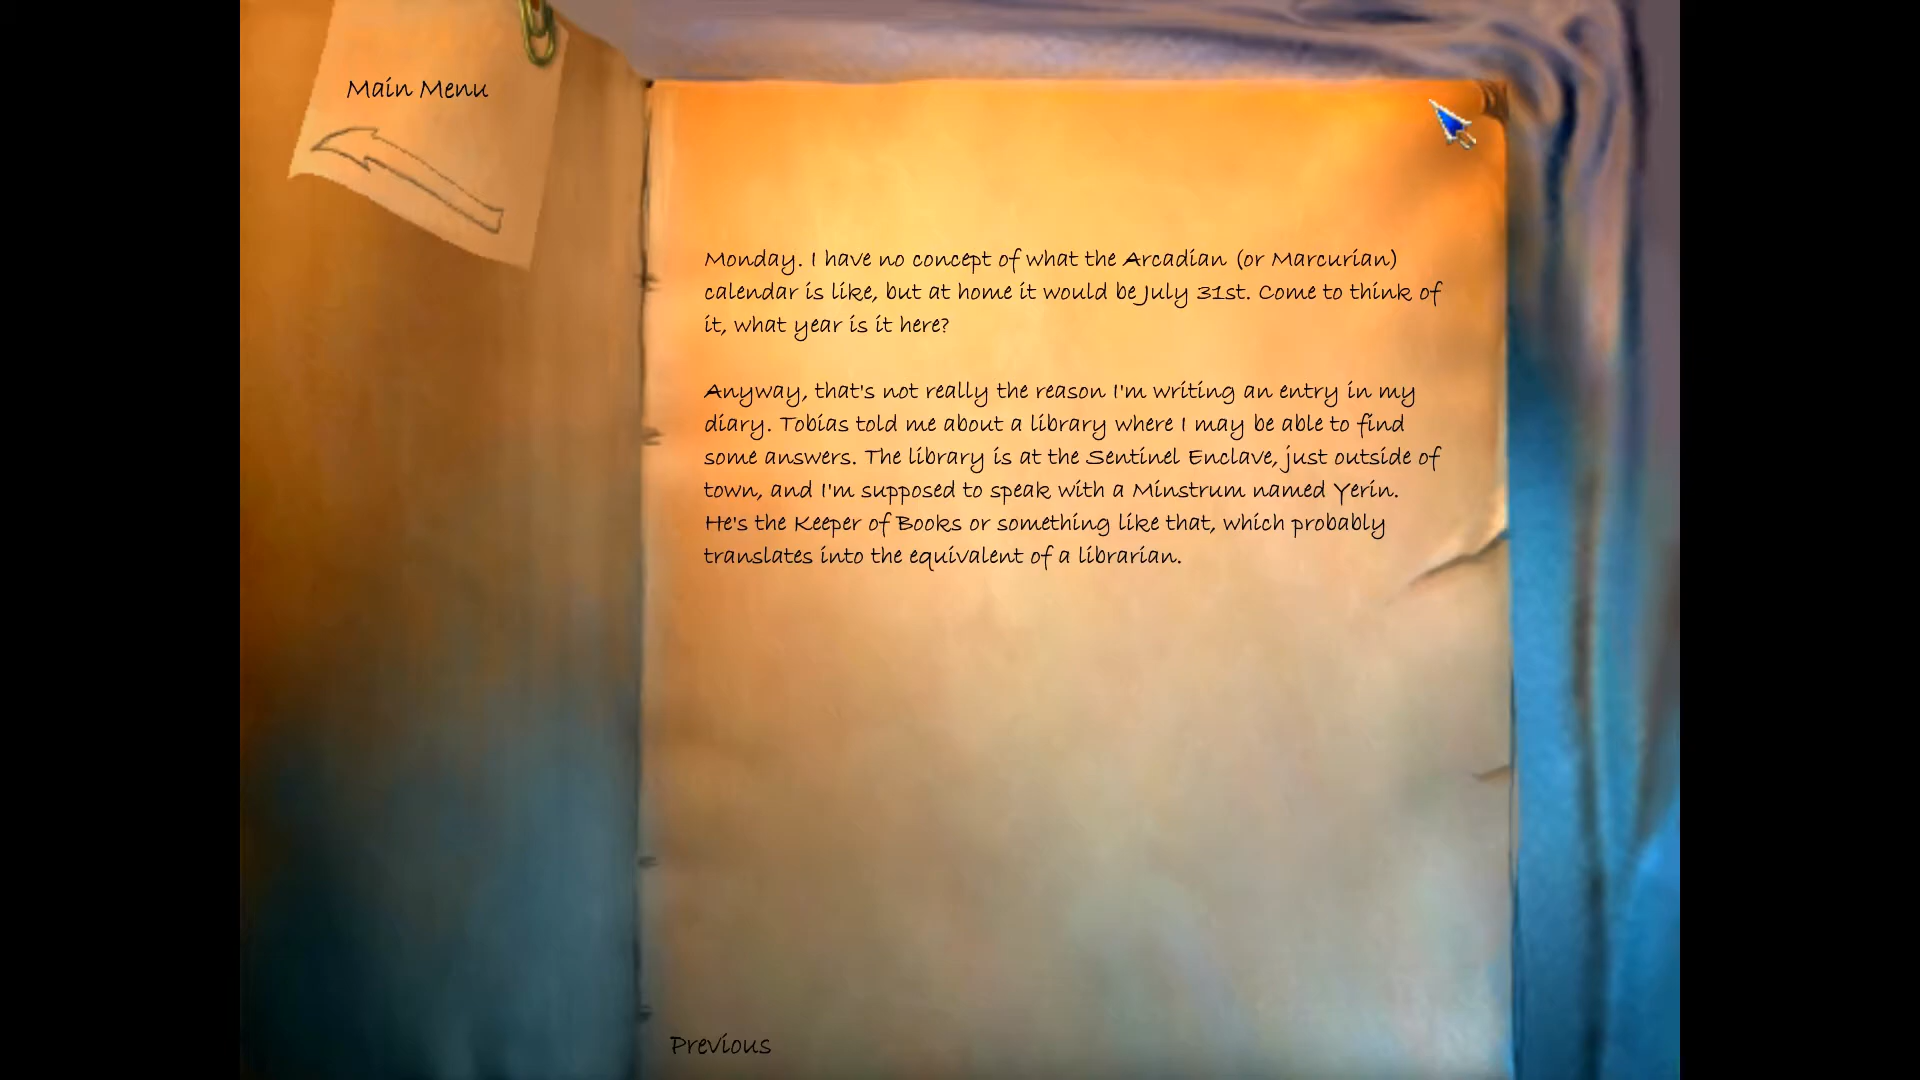 Main Menu
Monday. I have no concept of what the Arcadian (or Marcurian)
calendar is like, but at home it would be July 31st. Come to think of
it, what year is it here?
Anyway, that's not really the reason I'm writing an entry in my
diary. Tobias told me about a library where I may be able to find
some answers. The library is at the Sentinel Enclave, just outside of
town, and I'm supposed to speak with a Minstrum named Yerin.
He's the Keeper of Books or something like that, which probably
translates into the equivalent of a librarian.
Previous